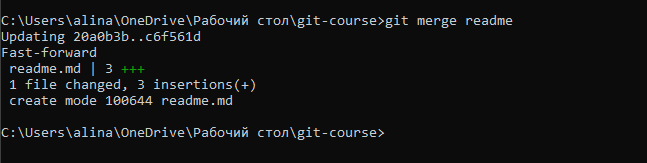 C:\Users\alina\OneDrive\Рабочий стол\git-course>git merge readme
Updating 20a0b3b..c6f561d
Fast-forward
 readme.md | 3 +++
 1 file changed, 3 insertions(+)
 create mode 100644 readme.md
C:\Users\alina\OneDrive\Рабочий стол\git-course>